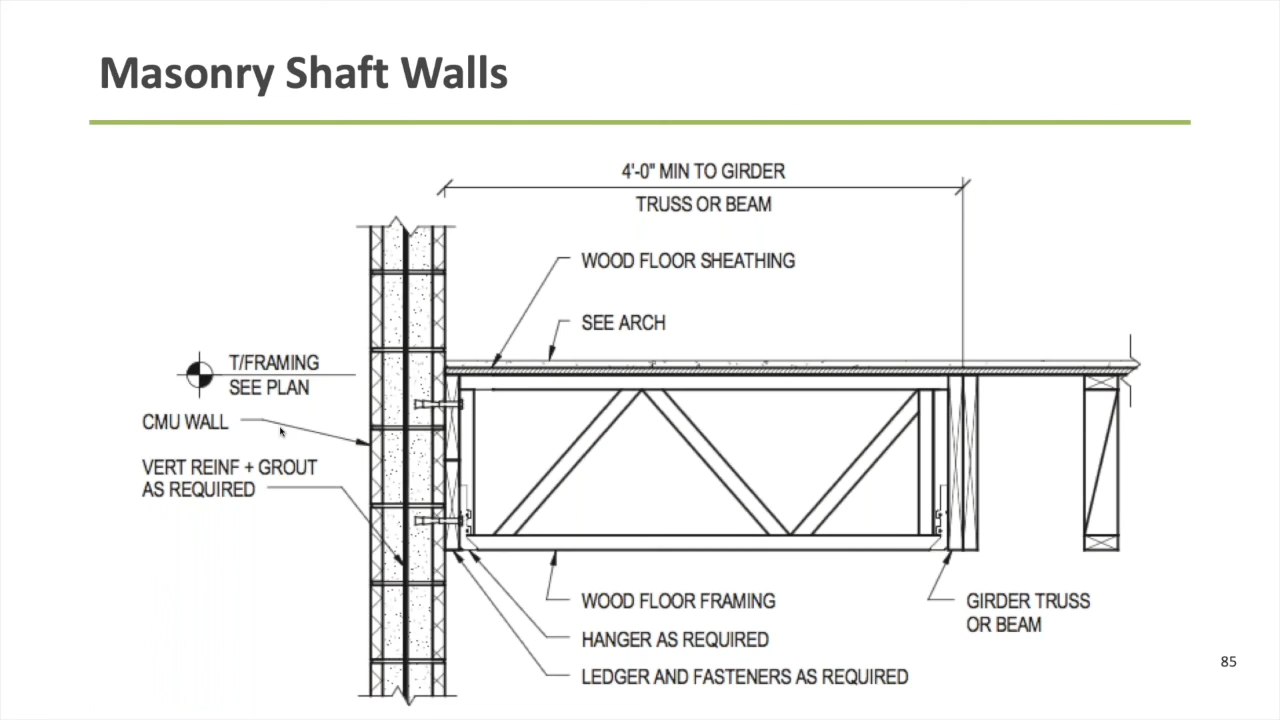 Masonry Shaft Walls
4'-0" MIN TO GIRDER
TRUSS OR BEAM
WOOD FLOOR SHEATHING
SEE ARCH
T/FRAMING
SEE PLAN
CMU WALL
VERT REINF + GROUT
AS REQUIRED
WOOD FLOOR FRAMING
GIRDER TRUSS
OR BEAM
HANGER AS REQUIRED
LEDGER AND FASTENERS AS REQUIRED
85